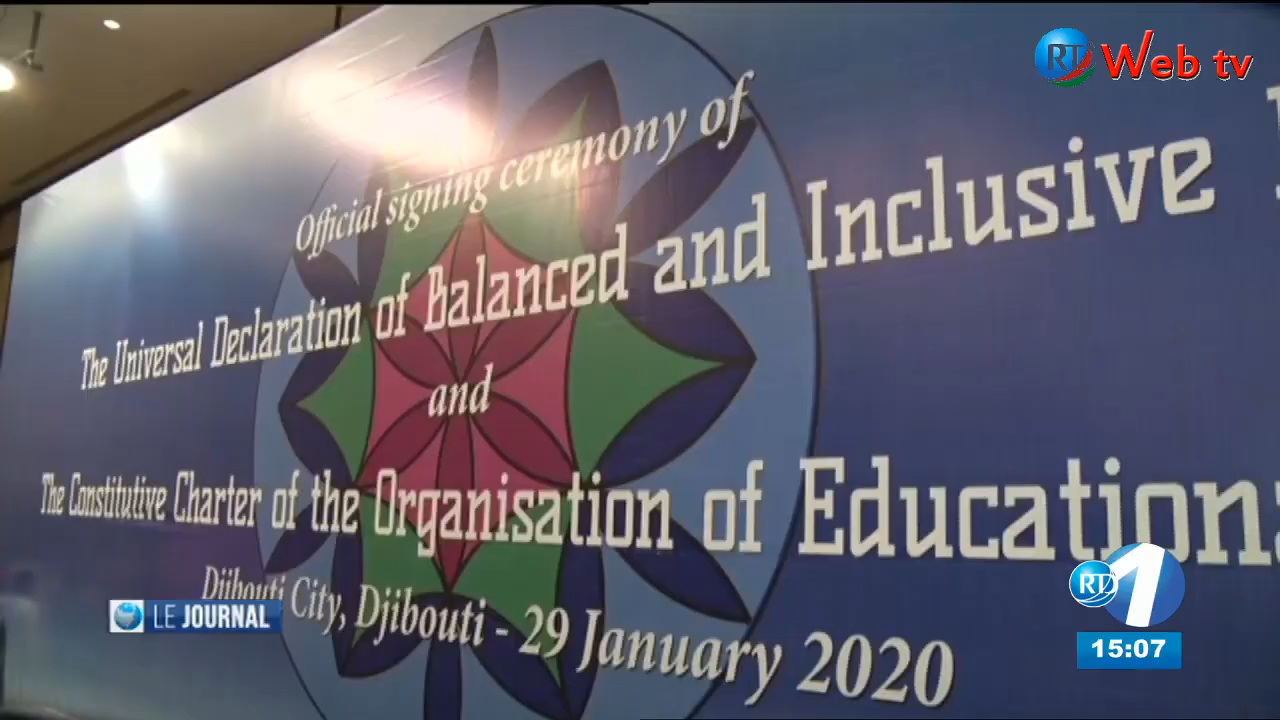 RT Web tv
Official signing ceremony of
The Universal Declaration of Balanced and Inclusive
and
The Constitutive Charter of the Organisation of Education
Djibouti City, Djibouti - 29 January 2020
LE JOURNAL
RT 1
15:07